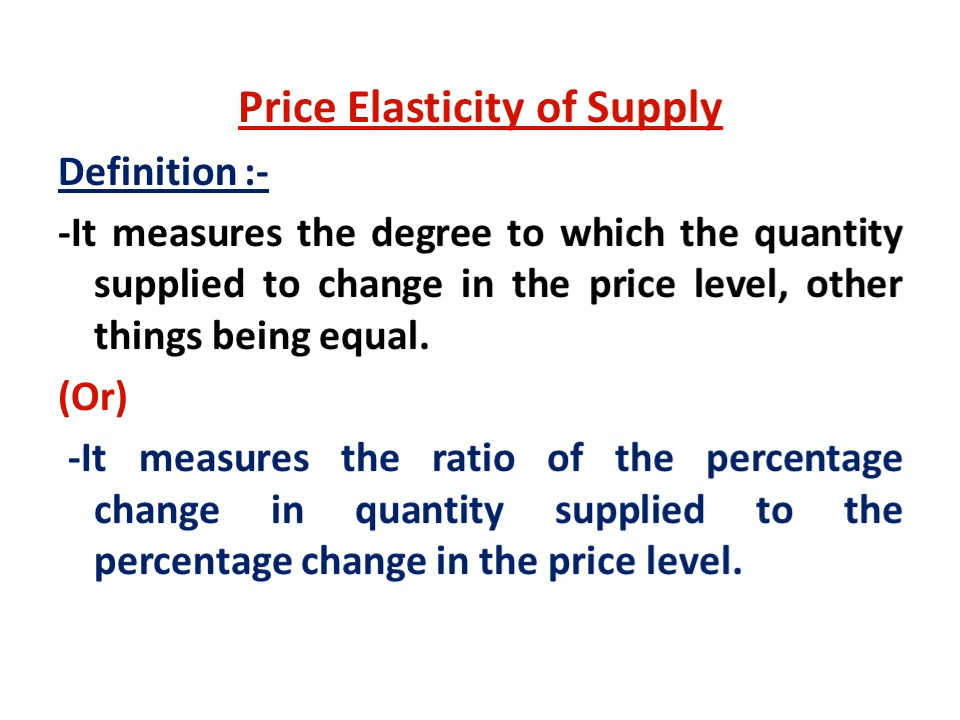 Price Elasticity of Supply
Definition :-
-It measures the degree to which the quantity
supplied to change in the price level, other
things being equal.
(Or)
-It measures the ratio of the percentage
change in quantity supplied to the
percentage change in the price level.